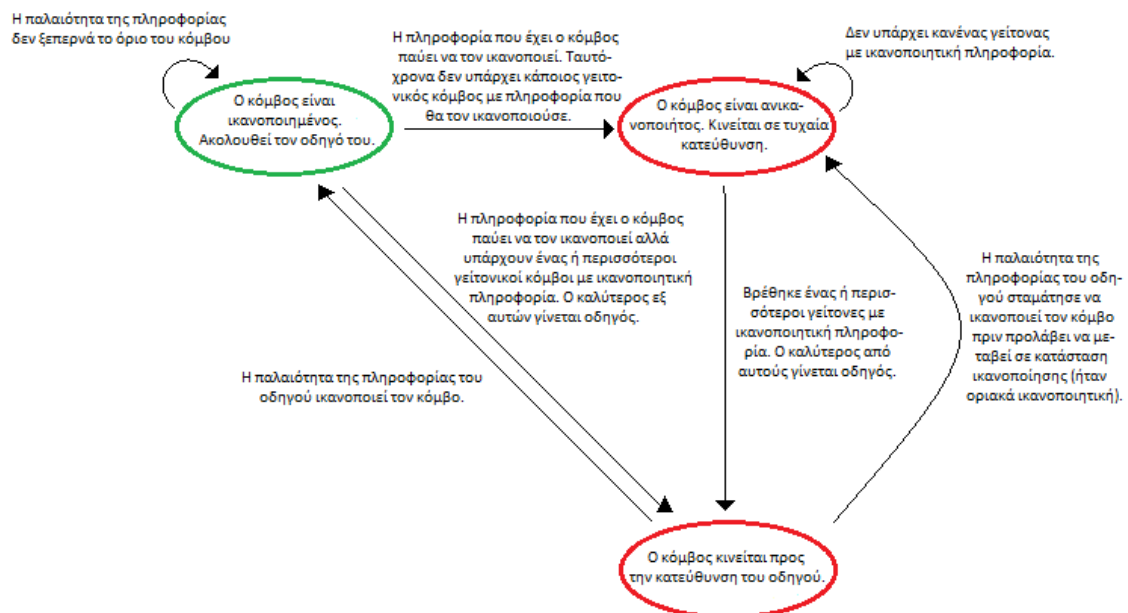 Η παλαιότητα της πληροφορίας
δεν ξεπερνά το όριο του κόμβου
Η πληροφορία που έχει ο κόμβος
παύει να τον ικανοποιεί. Ταυτό-
χρονα δεν υπάρχει κάποιος γειτο-
νικός κόμβος με πληροφορία που
θα τον ικανοποιούσε.
Δεν υπάρχει κανένας γείτονας
με ικανοποιητική πληροφορία.
Ο κόμβος είναι
ικανοποιημένος.
Ακολουθεί τον οδηγό του.
Ο κόμβος είναι ανικα-
νοποιήτος. Κινείται σε τυχαία
κατεύθυνση.
Η πληροφορία που έχει ο κόμβος
παύει να τον ικανοποιεί αλλά
υπάρχουν ένας ή περισσότεροι
γείτονικοί κόμβοι με ικανοποιητική
πληροφορία. Ο καλύτερος εξ
αυτών γίνεται οδηγός.
Η παλαιότητα της πληροφορίας του
οδηγού ικανοποιεί τον κόμβο.
Βρέθηκε ένας ή περισ-
σότεροι γείτονες με
ικανοποιητική πληροφο-
ρία. Ο καλύτερος από
αυτούς γίνεται οδηγός.
Η παλαιότητα της
πληροφορίας του οδη-
γού σταμάτησε να
ικανοποιεί τον κόμβο
πριν προλάβει να με-
ταβεί σε κατάσταση
ικανοποίησης (ήταν
οριακά ικανοποιητική).
Ο κόμβος κινείται προς
την κατεύθυνση του οδηγού.